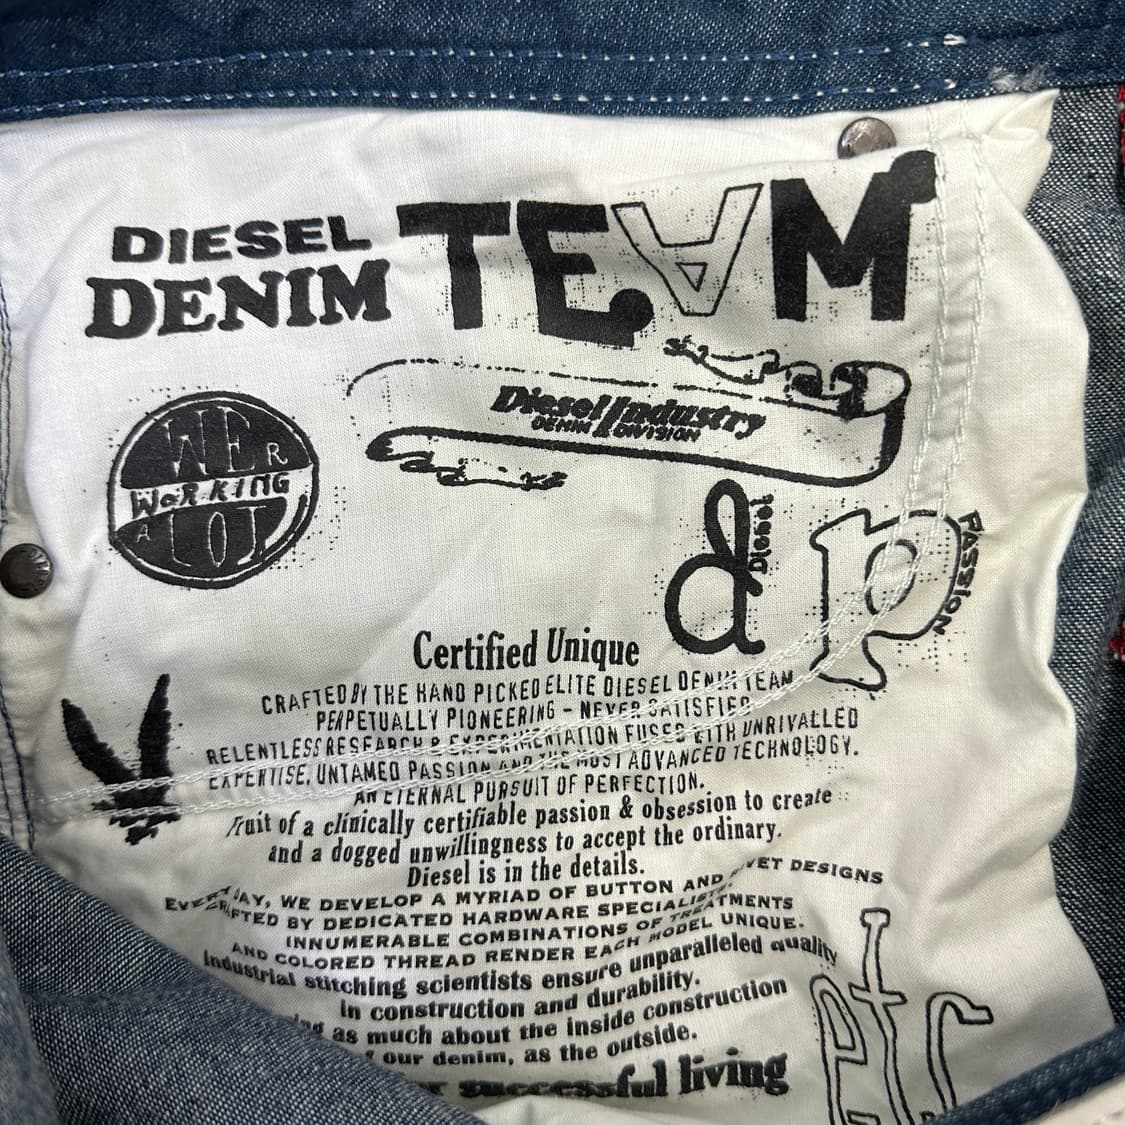 DIESEL
DENIM
TEAM
Diesel Industry
DENIM DIVISION
WE R
WORKING
A LOT
Diesel
d
P
PASSION
Certified Unique
CRAFTED BY THE HAND PICKED ELITE DIESEL DENIM TEAM
PERPETUALLY PIONEERING - NEVER SATISFIED
RELENTLESS RESEARCH & EXPERIMENTATION FUSED WITH UNRIVALLED
EXPERTISE, UNTAMED PASSION AND THE MOST ADVANCED TECHNOLOGY.
AN ETERNAL PURSUIT OF PERFECTION.
Fruit of a clinically certifiable passion & obsession to create
and a dogged unwillingness to accept the ordinary.
Diesel is in the details.
EVERY DAY, WE DEVELOP A MYRIAD OF BUTTON AND RIVET DESIGNS
CRAFTED BY DEDICATED HARDWARE SPECIALISTS.
INNUMERABLE COMBINATIONS OF TREATMENTS
AND COLORED THREAD RENDER EACH MODEL UNIQUE.
Industrial stitching scientists ensure unparalleled quality
in construction and durability.
as much about the inside construction
our denim, as the outside.
successful living
etc